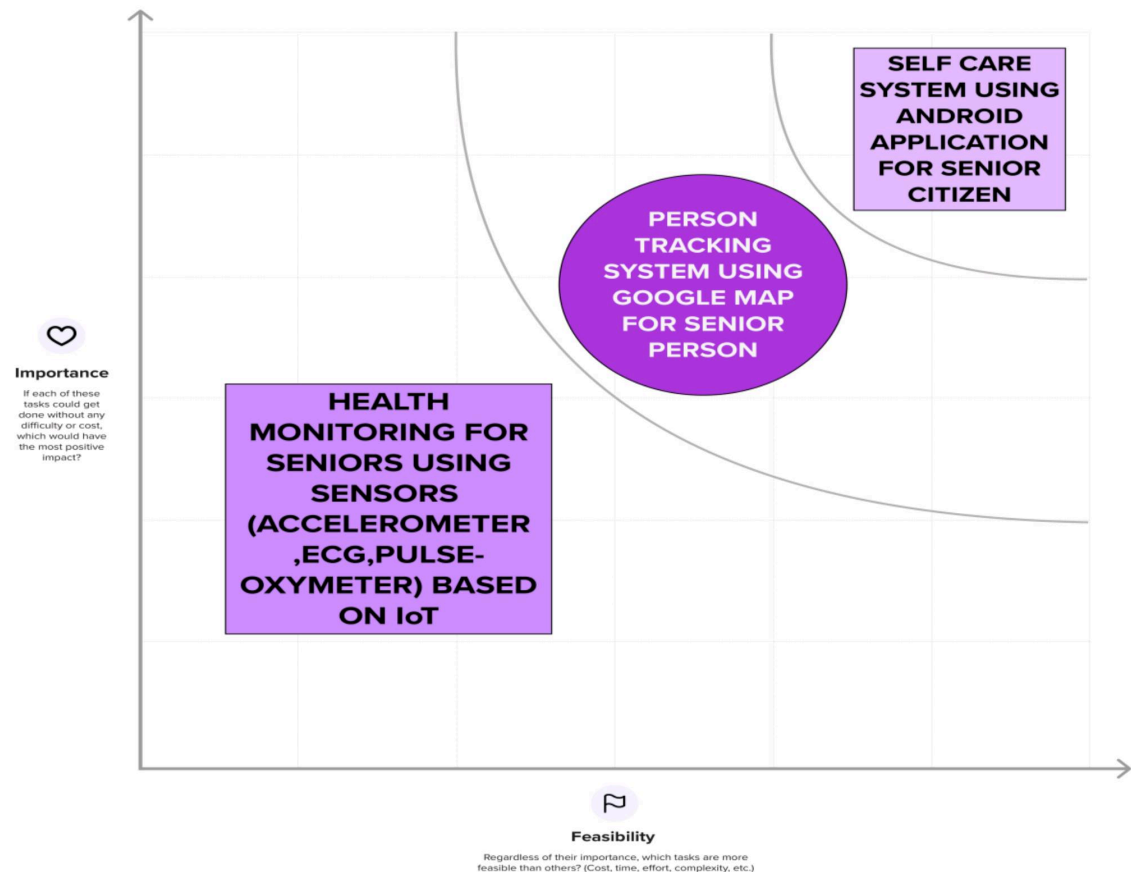 SELF CARE
SYSTEM USING
ANDROID
APPLICATION
FOR SENIOR
CITIZEN
PERSON
TRACKING
SYSTEM USING
GOOGLE MAP
FOR SENIOR
PERSON
Importance
If each of these
tasks could get
done without any
difficulty or cost,
which would have
the most positive
impact?
HEALTH
MONITORING FOR
SENIORS USING
SENSORS
(ACCELEROMETER
,ECG,PULSE-
OXYMETER) BASED
ON IoT
Feasibility
Regardless of their importance, which tasks are more
feasible than others? (Cost, time, effort, complexity, etc.)